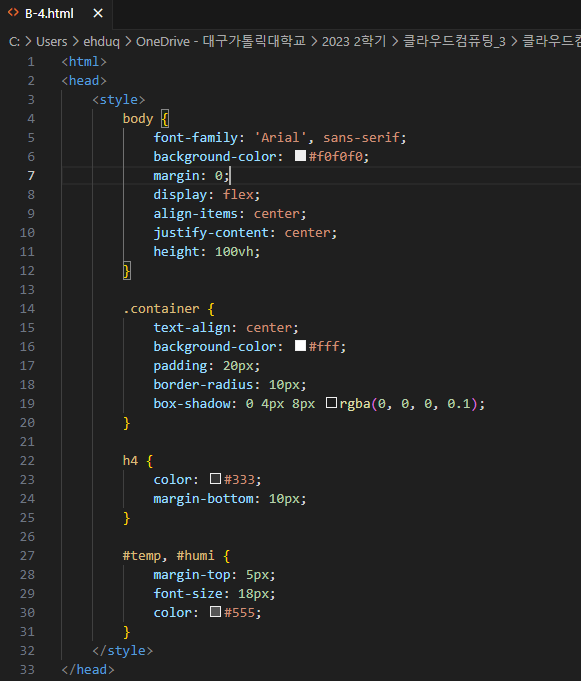 B-4.html
C: > Users > ehduq > OneDrive - 대구가톨릭대학교 > 2023 2학기 > 클라우드컴퓨팅_3 > 클라우드컴
1 <html>
2 <head>
3 <style>
4 body {
5 font-family: 'Arial', sans-serif;
6 background-color: #f0f0f0;
7 margin: 0;
8 display: flex;
9 align-items: center;
10 justify-content: center;
11 height: 100vh;
12 }
13
14 .container {
15 text-align: center;
16 background-color: #fff;
17 padding: 20px;
18 border-radius: 10px;
19 box-shadow: 0 4px 8px rgba(0, 0, 0, 0.1);
20 }
21
22 h4 {
23 color: #333;
24 margin-bottom: 10px;
25 }
26
27 #temp, #humi {
28 margin-top: 5px;
29 font-size: 18px;
30 color: #555;
31 }
32 </style>
33 </head>